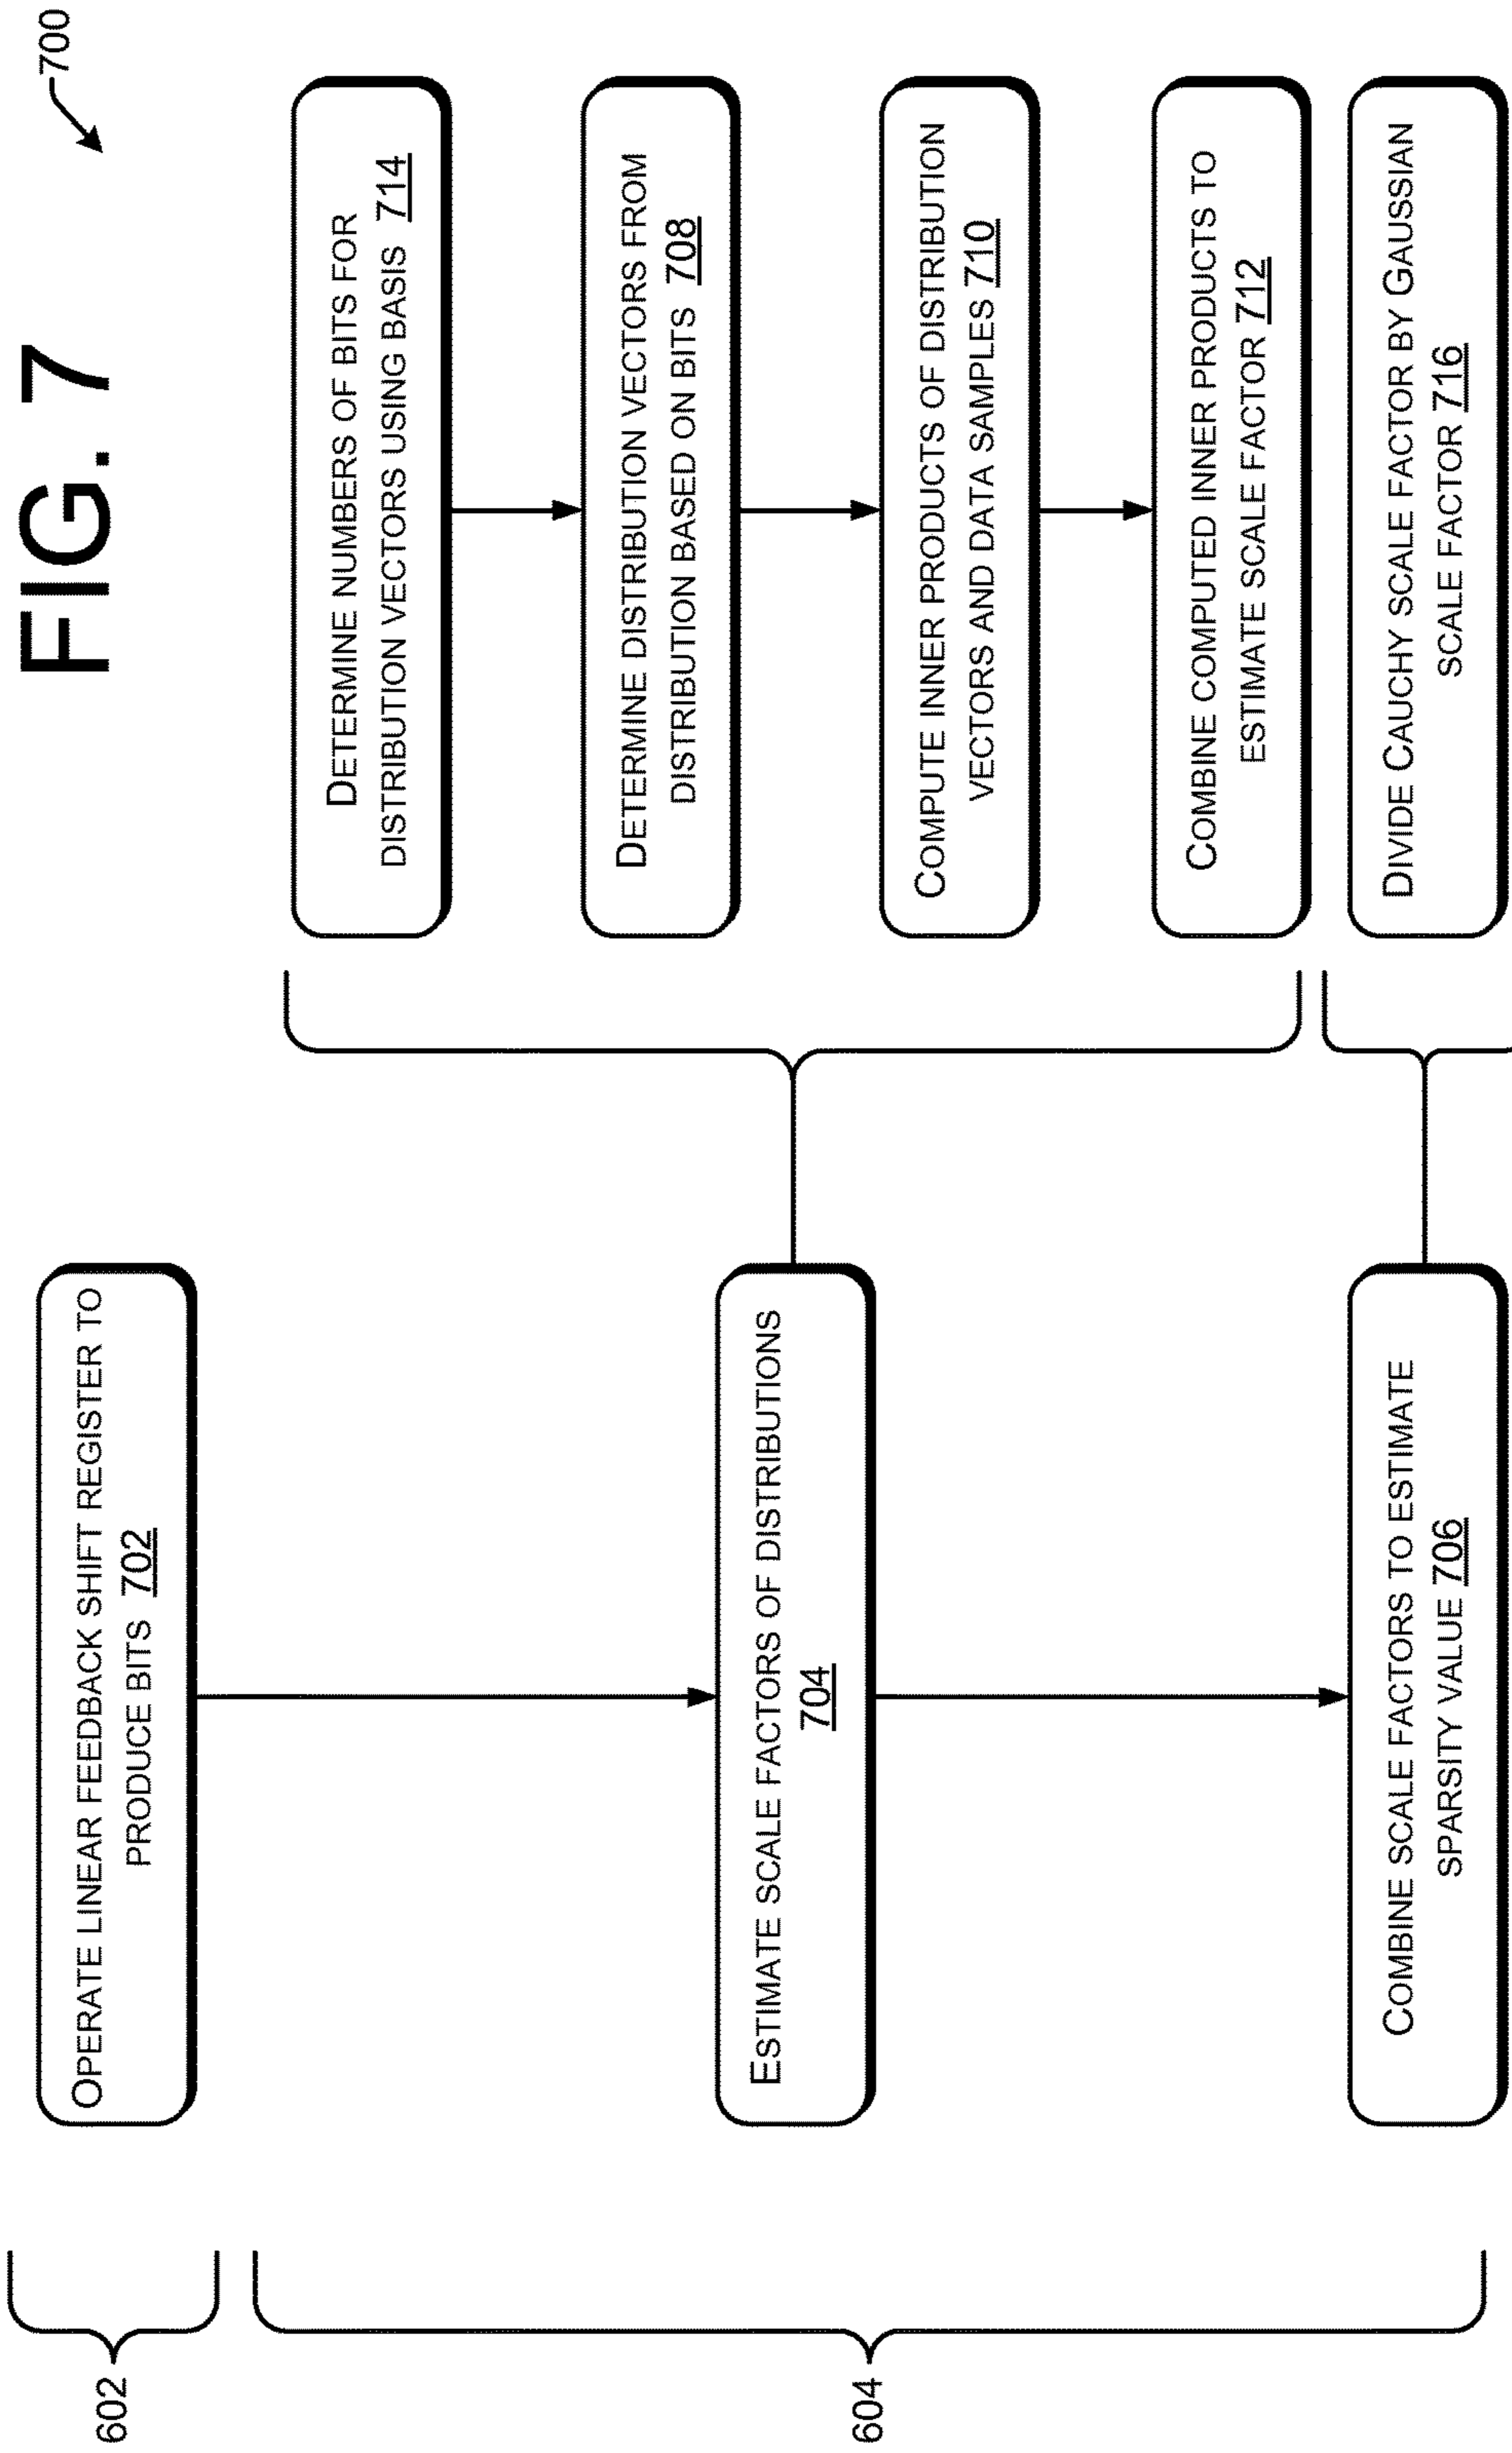 FIG. 7
700
602
OPERATE LINEAR FEEDBACK SHIFT REGISTER TO
PRODUCE BITS 702
604
ESTIMATE SCALE FACTORS OF DISTRIBUTIONS
704
COMBINE SCALE FACTORS TO ESTIMATE
SPARSITY VALUE 706
DETERMINE NUMBERS OF BITS FOR
DISTRIBUTION VECTORS USING BASIS 714
DETERMINE DISTRIBUTION VECTORS FROM
DISTRIBUTION BASED ON BITS 708
COMPUTE INNER PRODUCTS OF DISTRIBUTION
VECTORS AND DATA SAMPLES 710
COMBINE COMPUTED INNER PRODUCTS TO
ESTIMATE SCALE FACTOR 712
DIVIDE CAUCHY SCALE FACTOR BY GAUSSIAN
SCALE FACTOR 716